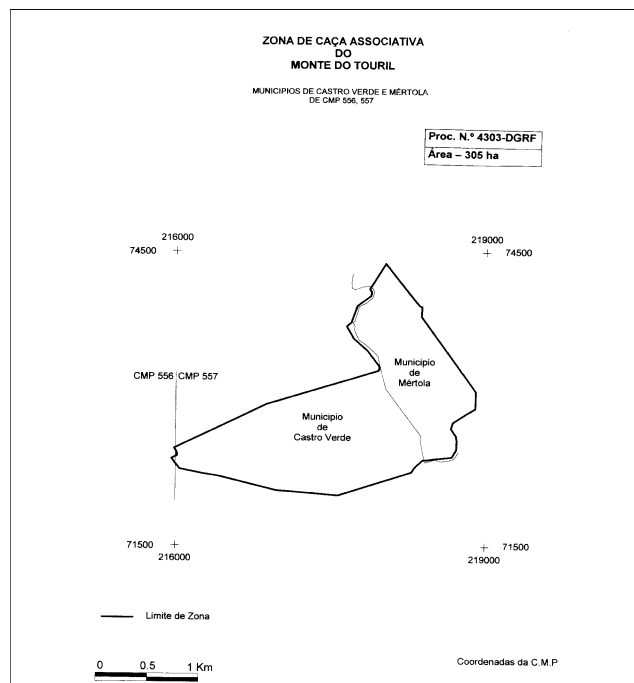 ZONA DE CAÇA ASSOCIATIVA
DO
MONTE DO TOURIL
MUNICIPIOS DE CASTRO VERDE E MÉRTOLA
DE CMP 556, 557
Proc. N.º 4303-DGRF
Área – 305 ha
216000
74500
219000
74500
CMP 556
CMP 557
Municipio
de
Mértola
Municipio
de
Castro Verde
71500
216000
71500
219000
Limite de Zona
0 0.5 1 Km
Coordenadas da C.M.P